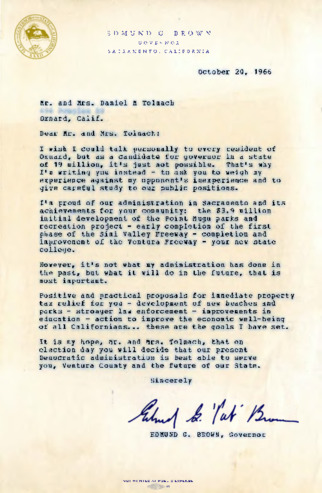 EDMUND G BROWN
GOVERNOR
SACRAMENTO, CALIFORNIA
October 20, 1966
Mr. and Mrs. Daniel M Tolmach
Oxnard, Calif.
Dear Mr. and Mrs. Tolmach:
I wish I could talk personally to every resident of
Oxnard, but as a candidate for governor in a state
of 19 million, it's just not possible. That's why
I'm writing you instead - to ask you to weigh my
experience against my opponent's inexperience and to
give careful study to our public positions.
I'm proud of our administration in Sacramento and its
achievements for your community: the $3.9 million
initial development of the Point Mugu parks and
recreation project - early completion of the first
phase of the Simi Valley Freeway - completion and
improvement of the Ventura Freeway - your new state
college.
However, it's not what my administration has done in
the past, but what it will do in the future, that is
most important.
Positive and practical proposals for immediate property
tax relief for you - development of new beaches and
parks - stronger law enforcement - improvements in
education - action to improve the economic well-being
of all Californians... these are the goals I have set.
It is my hope, Mr. and Mrs. Tolmach, that on
election day you will decide that our present
Democratic administration is best able to serve
you, Ventura County and the future of our State.
Sincerely
Edmund G. "Pat" Brown
EDMUND G. BROWN, Governor
NOT PRINTED AT PUBLIC EXPENSE